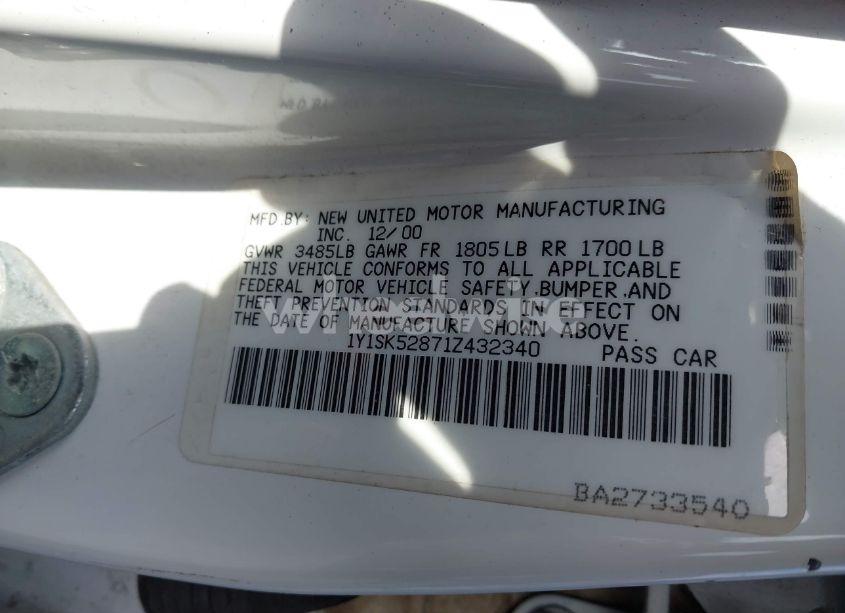 MFD.BY: NEW UNITED MOTOR MANUFACTURING
INC. 12/00
GVWR 3485LB GAWR FR 1805LB RR 1700LB
THIS VEHICLE CONFORMS TO ALL APPLICABLE
FEDERAL MOTOR VEHICLE SAFETY,BUMPER,AND
THEFT PREVENTION STANDARDS IN EFFECT ON
THE DATE OF MANUFACTURE SHOWN ABOVE.
1Y1SK52871Z432340 PASS CAR
BA2733540